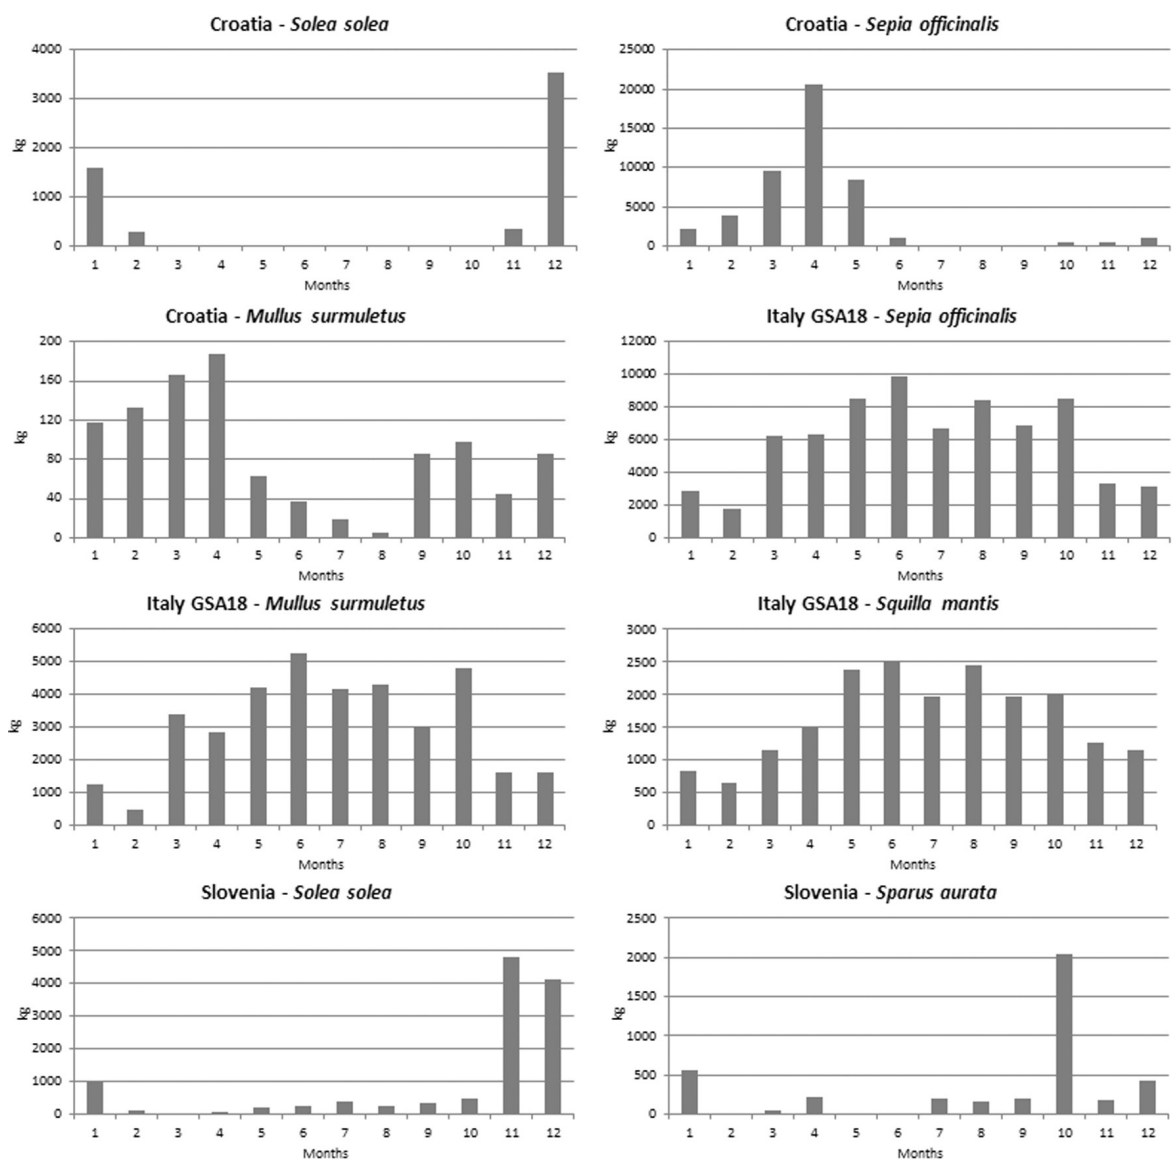 Croatia - Solea solea
4000
3000
2000
1000
0
kg
1 2 3 4 5 6 7 8 9 10 11 12
Months
Croatia - Sepia officinalis
25000
20000
15000
10000
5000
0
kg
1 2 3 4 5 6 7 8 9 10 11 12
Months
Croatia - Mullus surmuletus
200
160
120
80
40
0
kg
1 2 3 4 5 6 7 8 9 10 11 12
Months
Italy GSA18 - Sepia officinalis
12000
10000
8000
6000
4000
2000
0
kg
1 2 3 4 5 6 7 8 9 10 11 12
Months
Italy GSA18 - Mullus surmuletus
6000
5000
4000
3000
2000
1000
0
kg
1 2 3 4 5 6 7 8 9 10 11 12
Months
Italy GSA18 - Squilla mantis
3000
2500
2000
1500
1000
500
0
kg
1 2 3 4 5 6 7 8 9 10 11 12
Months
Slovenia - Solea solea
6000
5000
4000
3000
2000
1000
0
kg
1 2 3 4 5 6 7 8 9 10 11 12
Months
Slovenia - Sparus aurata
2500
2000
1500
1000
500
0
kg
1 2 3 4 5 6 7 8 9 10 11 12
Months